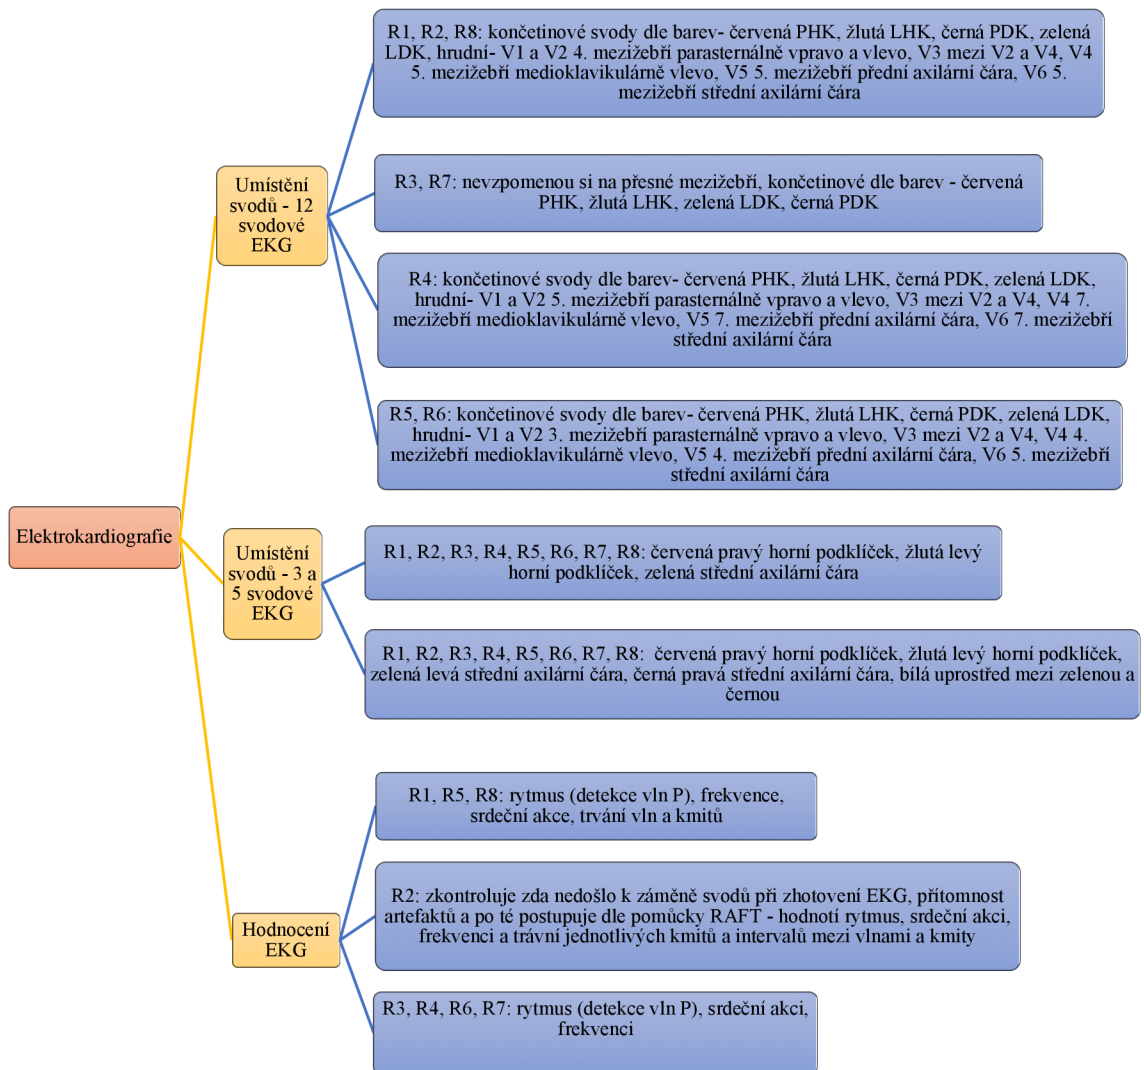 R1, R2, R8: končetinové svody dle barev- červená PHK, žlutá LHK, černá PDK, zelená
LDK, hrudní- V1 a V2 4. mezižebří parasternálně vpravo a vlevo, V3 mezi V2 a V4, V4
5. mezižebří medioklavikulárně vlevo, V5 5. mezižebří přední axilární čára, V6 5.
mezižebří střední axilární čára
Umístění
svodů - 12
svodové
EKG
R3, R7: nevzpomenou si na přesné mezižebří, končetinové dle barev - červená
PHK, žlutá LHK, zelená LDK, černá PDK
R4: končetinové svody dle barev- červená PHK, žlutá LHK, černá PDK, zelená LDK,
hrudní- V1 a V2 5. mezižebří parasternálně vpravo a vlevo, V3 mezi V2 a V4, V4 7.
mezižebří medioklavikulárně vlevo, V5 7. mezižebří přední axilární čára, V6 7. mezižebří
střední axilární čára
R5, R6: končetinové svody dle barev- červená PHK, žlutá LHK, černá PDK, zelená LDK,
hrudní- V1 a V2 3. mezižebří parasternálně vpravo a vlevo, V3 mezi V2 a V4, V4 4.
mezižebří medioklavikulárně vlevo, V5 4. mezižebří přední axilární čára, V6 5. mezižebří
střední axilární čára
Elektrokardiografie
Umístění
svodů - 3 a
5 svodové
EKG
R1, R2, R3, R4, R5, R6, R7, R8: červená pravý horní podklíček, žlutá levý
horní podklíček, zelená střední axilární čára
R1, R2, R3, R4, R5, R6, R7, R8:  červená pravý horní podklíček, žlutá levý horní podklíček,
zelená levá střední axilární čára, černá pravá střední axilární čára, bílá uprostřed mezi zelenou a
černou
R1, R5, R8: rytmus (detekce vln P), frekvence,
srdeční akce, trvání vln a kmitů
Hodnocení
EKG
R2: zkontroluje zda nedošlo k záměně svodů při zhotovení EKG, přítomnost
artefaktů a po té postupuje dle pomůcky RAFT - hodnotí rytmus, srdeční akci,
frekvenci a trávní jednotlivých kmitů a intervalů mezi vlnami a kmity
R3, R4, R6, R7: rytmus (detekce vln P), srdeční akci,
frekvenci